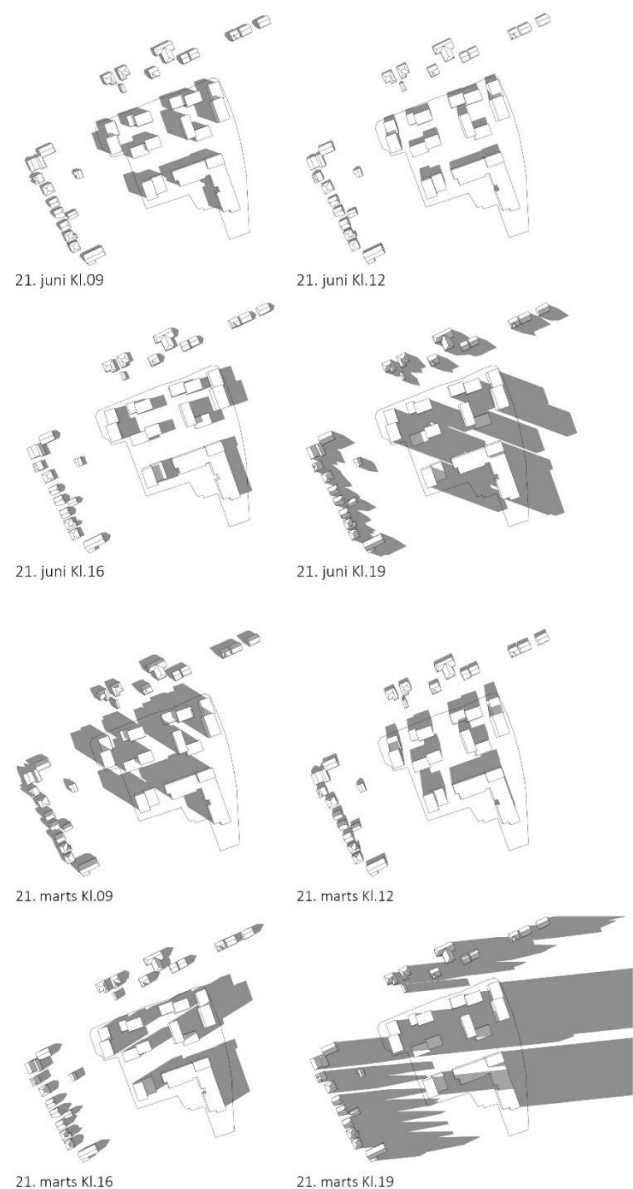 21. juni Kl.09
21. juni Kl.12
21. juni Kl.16
21. juni Kl.19
21. marts Kl.09
21. marts Kl.12
21. marts Kl.16
21. marts Kl.19